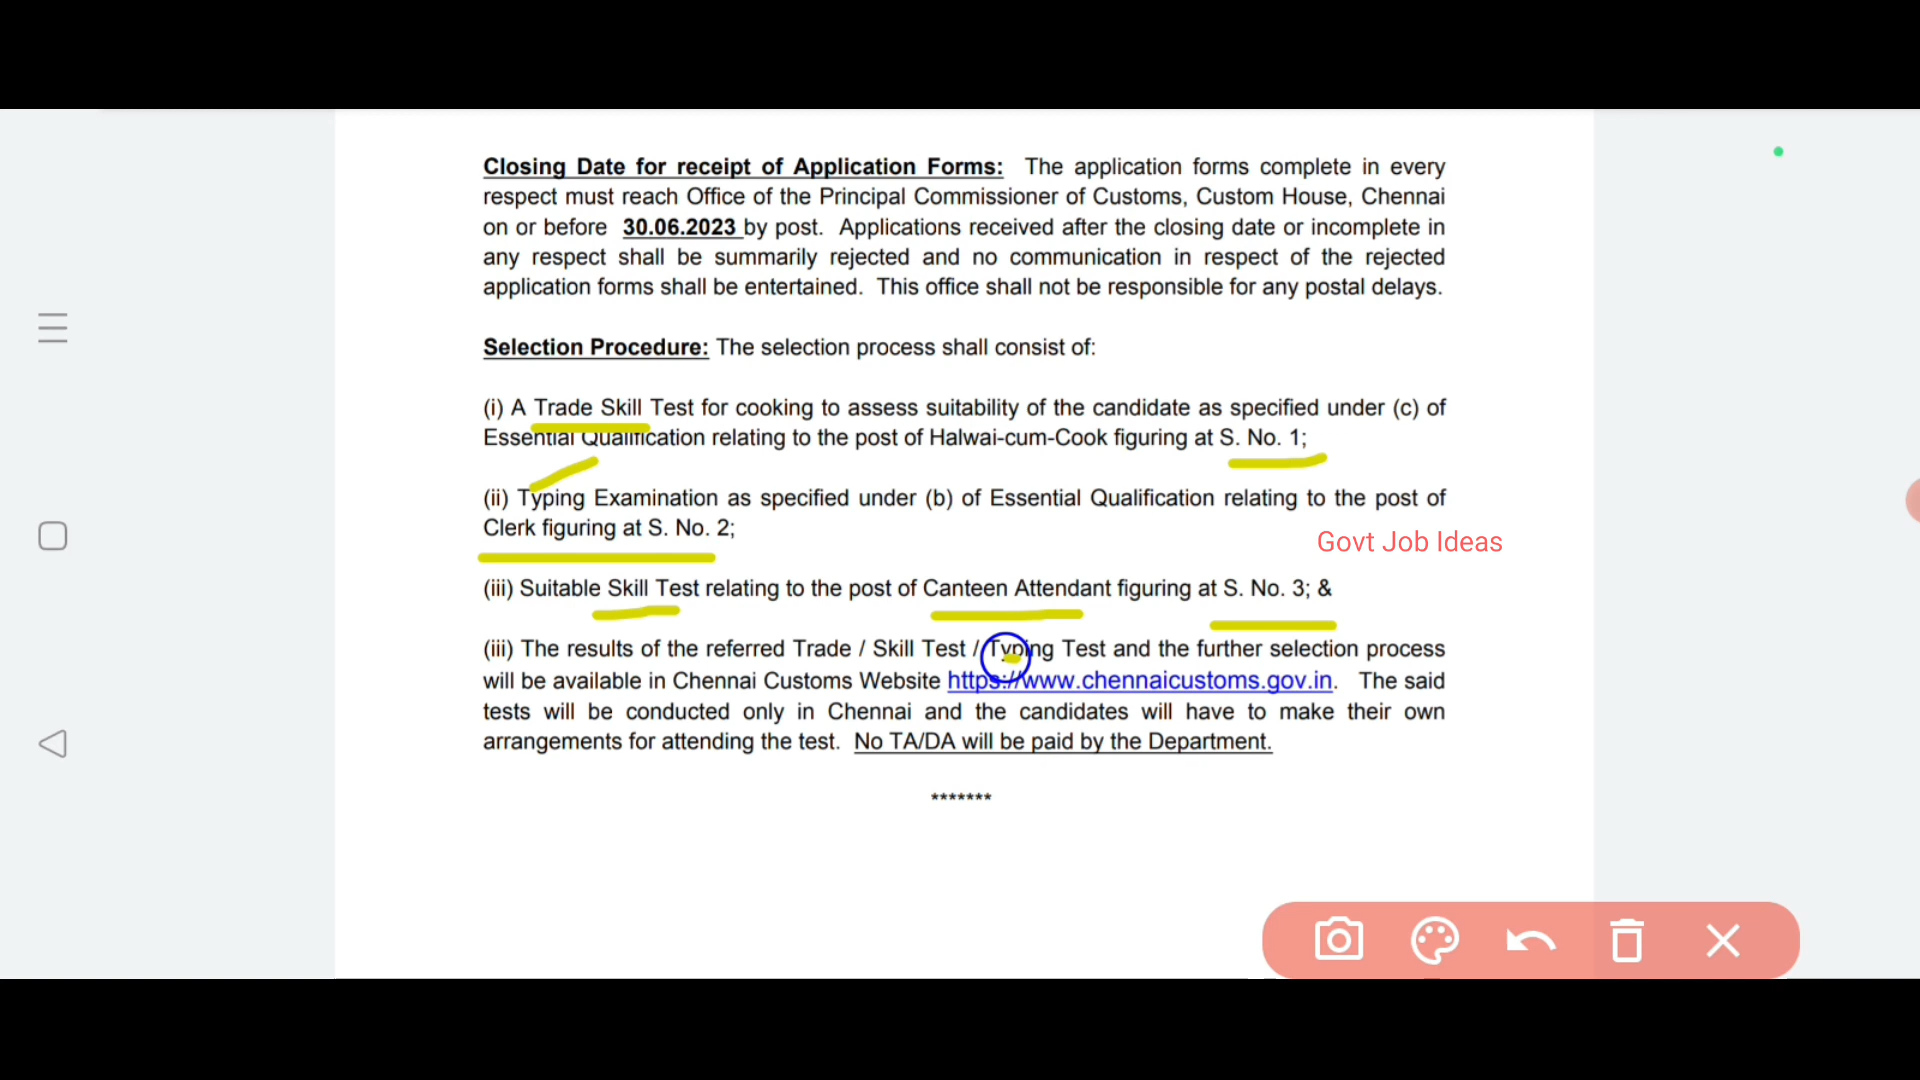 Closing Date for receipt of Application Forms: The application forms complete in every
respect must reach Office of the Principal Commissioner of Customs, Custom House, Chennai
on or before 30.06.2023 by post. Applications received after the closing date or incomplete in
any respect shall be summarily rejected and no communication in respect of the rejected
application forms shall be entertained. This office shall not be responsible for any postal delays.
Selection Procedure: The selection process shall consist of:
(i) A Trade Skill Test for cooking to assess suitability of the candidate as specified under (c) of
Essential Qualification relating to the post of Halwai-cum-Cook figuring at S. No. 1;
(ii) Typing Examination as specified under (b) of Essential Qualification relating to the post of
Clerk figuring at S. No. 2;
Govt Job Ideas
(iii) Suitable Skill Test relating to the post of Canteen Attendant figuring at S. No. 3; &
(iii) The results of the referred Trade / Skill Test / Typing Test and the further selection process
will be available in Chennai Customs Website https://www.chennaicustoms.gov.in. The said
tests will be conducted only in Chennai and the candidates will have to make their own
arrangements for attending the test. No TA/DA will be paid by the Department.
*******